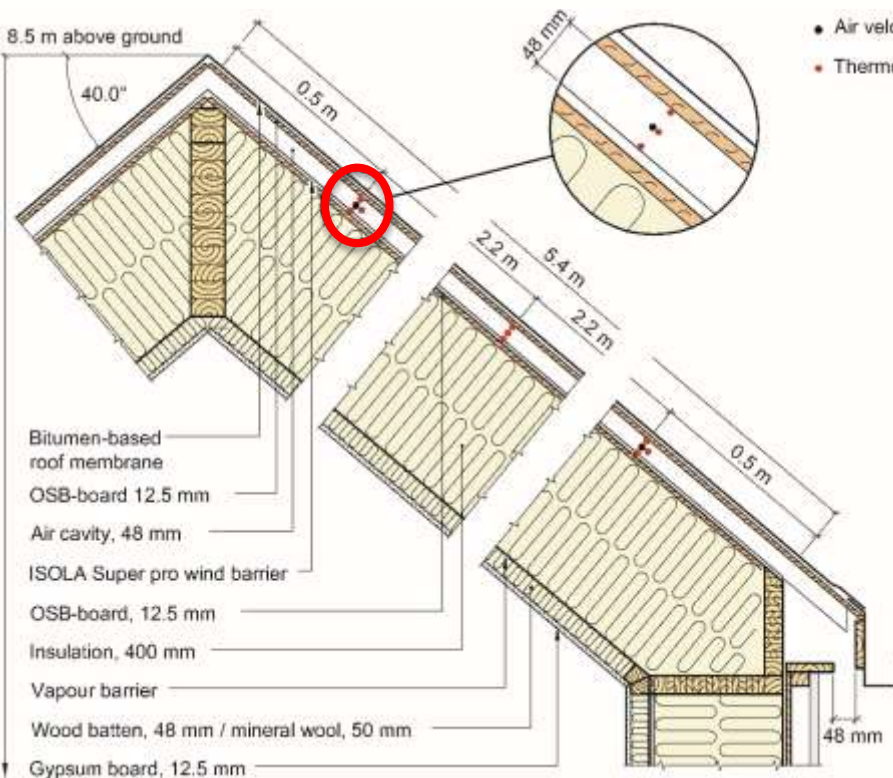 8.5 m above ground
40.0°
0.5 m
48 mm
Air velo
Thermo
2.2 m
5.4 m
2.2 m
0.5 m
Bitumen-based
roof membrane
OSB-board 12.5 mm
Air cavity, 48 mm
ISOLA Super pro wind barrier
OSB-board, 12.5 mm
Insulation, 400 mm
Vapour barrier
Wood batten, 48 mm / mineral wool, 50 mm
Gypsum board, 12.5 mm
48 mm